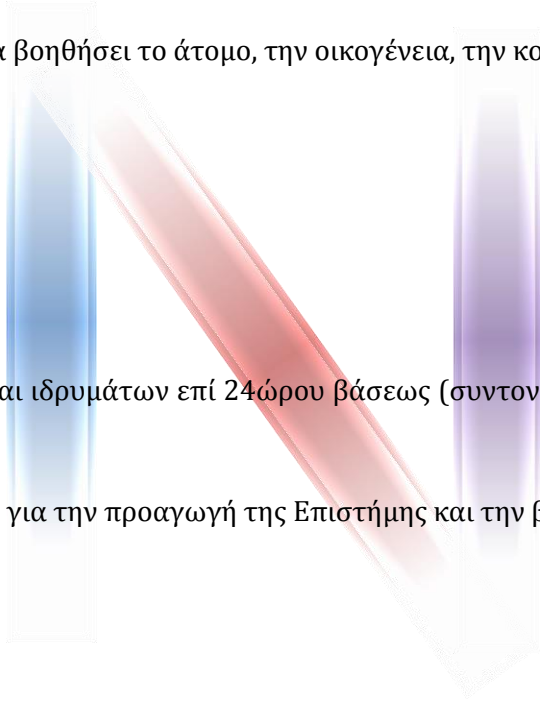 α βοηθήσει το άτομο, την οικογένεια, την κο
αι ιδρυμάτων επί 24ώρου βάσεως (συντον
για την προαγωγή της Επιστήμης και την β